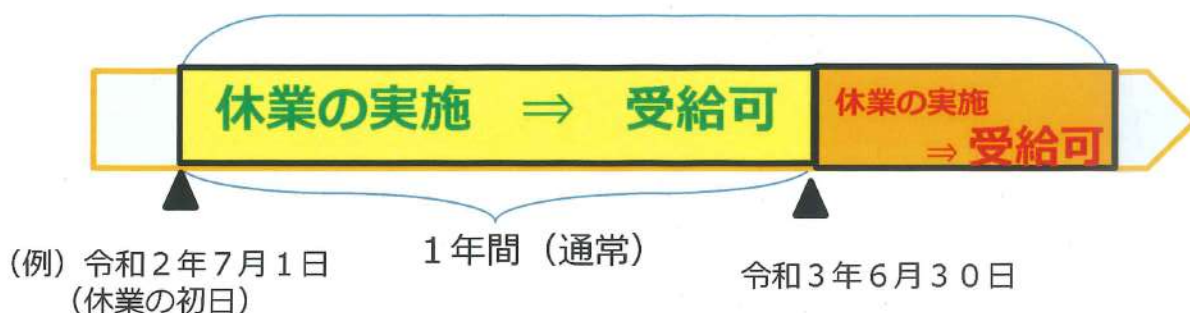 休業の実施 ⇒ 受給可
休業の実施
⇒ 受給可
１年間（通常）
（例）令和２年７月１日
（休業の初日）
令和３年６月３０日